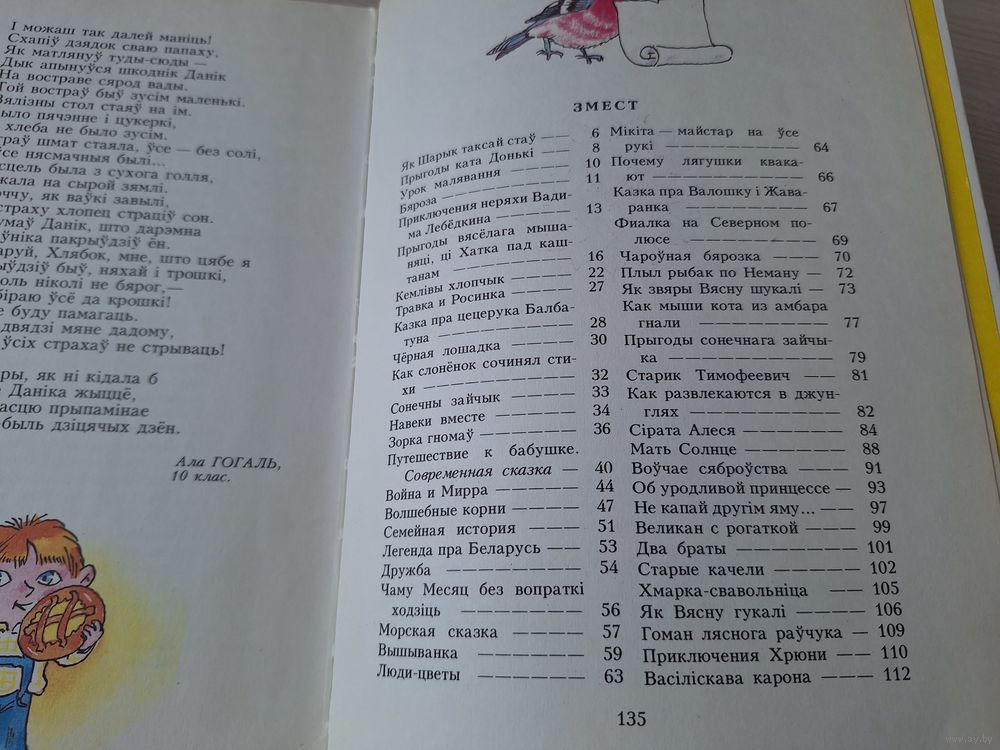 І можаш так далей маніць!
Схапіў дзядок сваю папаху,
Як матлянуў туды-сюды —
Дык апынуўся шкоднік Данік
На востраве сярод вады.
Той востраў быў зусім маленькі.
Вялізны стол стаяў на ім.
было пячэнне і цукеркі,
хлеба не было зусім.
шмат стаяла, ўсе — без солі,
ўсе нясмачныя былі...
была з сухога голля,
на сырой зямлі.
як ваўкі завылі,
страху хлопец страціў сон.
Данік, што дарэмна
пакрыўдзіў ён.
Хлябок, мне, што цябе я
быў, няхай і трошкі,
ніколі не бярог,—
ўсё да крошкі!
буду памагаць.
мяне дадому,
ўсіх страхаў не стрываць!
як ні кідала б
Даніка жыццё,
прыпамінае
дзіцячых дзён.
Ала ГОГАЛЬ,
10 клас.
ЗМЕСТ
Як Шарык таксай стаў —— 6
Прыгоды ката Донькі —— 8
Урок малявання ———— 10
Бяроза ——————— 11
Приключения неряхи Вади-
ма Лебёдкина ———— 13
Прыгоды вясёлага мыша-
няці, ці Хатка пад каш-
танам ——————— 16
Кемлівы хлопчык ——— 22
Травка и Росинка ——— 27
Казка пра цецерука Балба-
туна ———————— 28
Чёрная лошадка ———— 30
Как слонёнок сочинял сти-
хи ————————— 32
Сонечны зайчык ———— 33
Навеки вместе ———— 34
Зорка гномаў ————— 36
Путешествие к бабушке.
Современная сказка — 40
Война и Мирра ———— 44
Волшебные корни ——— 47
Семейная история ——— 51
Легенда пра Беларусь —— 53
Дружба ——————— 54
Чаму Месяц без вопраткі
ходзіць —————— 56
Морская сказка ———— 57
Вышыванка ————— 59
Люди-цветы ————— 63
Мікіта — майстар на ўсе
рукі ——————— 64
Почему лягушки квака-
ют ———————— 66
Казка пра Валошку і Жава-
ранка —————— 67
Фиалка на Северном по-
люсе —————— 69
Чароўная бярозка ——— 70
Плыл рыбак по Неману — 72
Як звяры Вясну шукалі — 73
Как мыши кота из амбара
гнали —————— 77
Прыгоды сонечнага зайчы-
ка ———————— 79
Старик Тимофеевич —— 81
Как развлекаются в джун-
глях ——————— 82
Сірата Алеся ———— 84
Мать Солнце ———— 88
Воўчае сяброўства ——— 91
Об уродливой принцессе — 93
Не капай другім яму... —— 97
Великан с рогаткой —— 99
Два браты ————— 101
Старые качели ———— 102
Хмарка-свавольніца —— 105
Як Вясну гукалі ——— 106
Гоман ляснога раўчука — 109
Приключения Хрюни —— 110
Васіліскава карона —— 112
135
www.ay.by